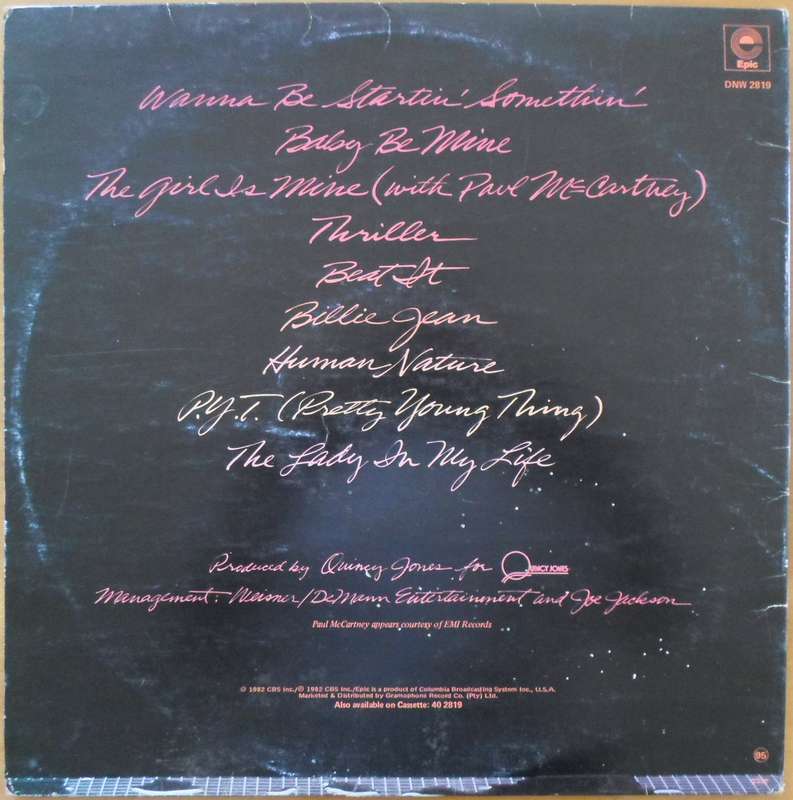 Epic
DNW 2819
Wanna Be Startin' Somethin'
Baby Be Mine
The Girl Is Mine (with Paul McCartney)
Thriller
Beat It
Billie Jean
Human Nature
P.Y.T. (Pretty Young Thing)
The Lady In My Life
Produced by Quincy Jones for QUINCY JONES
Management: Weisner/DeMann Entertainment and Joe Jackson
Paul McCartney appears courtesy of EMI Records
© 1982 CBS Inc./℗ 1982 CBS Inc./Epic is a product of Columbia Broadcasting System Inc., U.S.A.
Marketed & Distributed by Gramophone Record Co. (Pty) Ltd.
Also available on Cassette: 40 2819
95